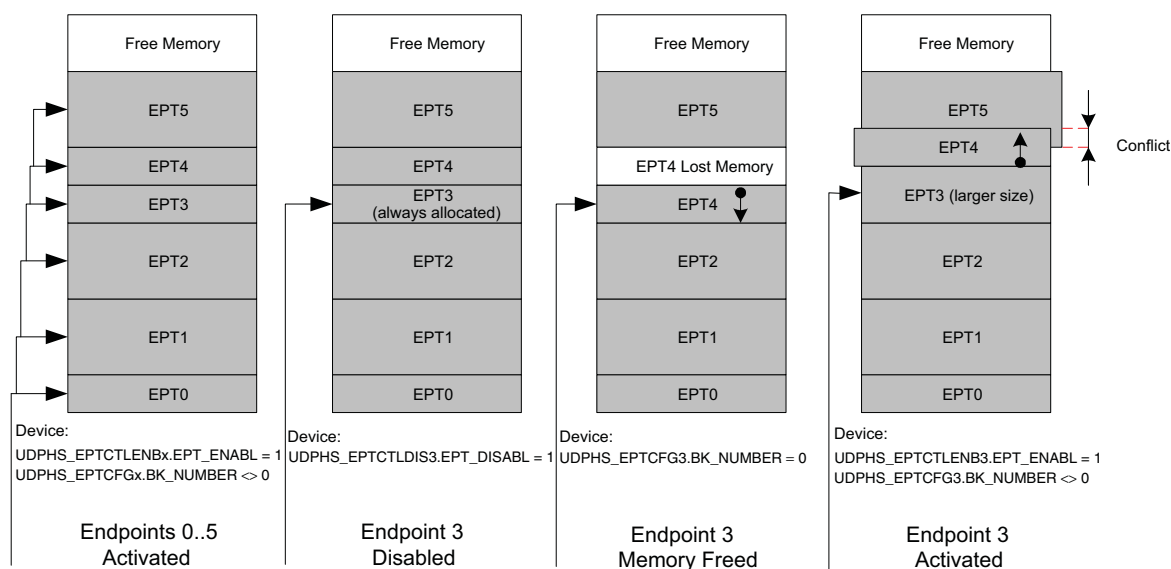 Free Memory
EPT5
EPT4
EPT3
EPT2
EPT1
EPT0
Device:
UDPHS_EPTCTLENBx.EPT_ENABL = 1
UDPHS_EPTCFGx.BK_NUMBER <> 0
Endpoints 0..5
Activated
Free Memory
EPT5
EPT4
EPT3
(always allocated)
EPT2
EPT1
EPT0
Device:
UDPHS_EPTCTLDIS3.EPT_DISABL = 1
Endpoint 3
Disabled
Free Memory
EPT5
EPT4 Lost Memory
EPT4
EPT2
EPT1
EPT0
Device:
UDPHS_EPTCFG3.BK_NUMBER = 0
Endpoint 3
Memory Freed
Free Memory
EPT5
EPT4
Conflict
EPT3 (larger size)
EPT2
EPT1
EPT0
Device:
UDPHS_EPTCTLENB3.EPT_ENABL = 1
UDPHS_EPTCFG3.BK_NUMBER <> 0
Endpoint 3
Activated